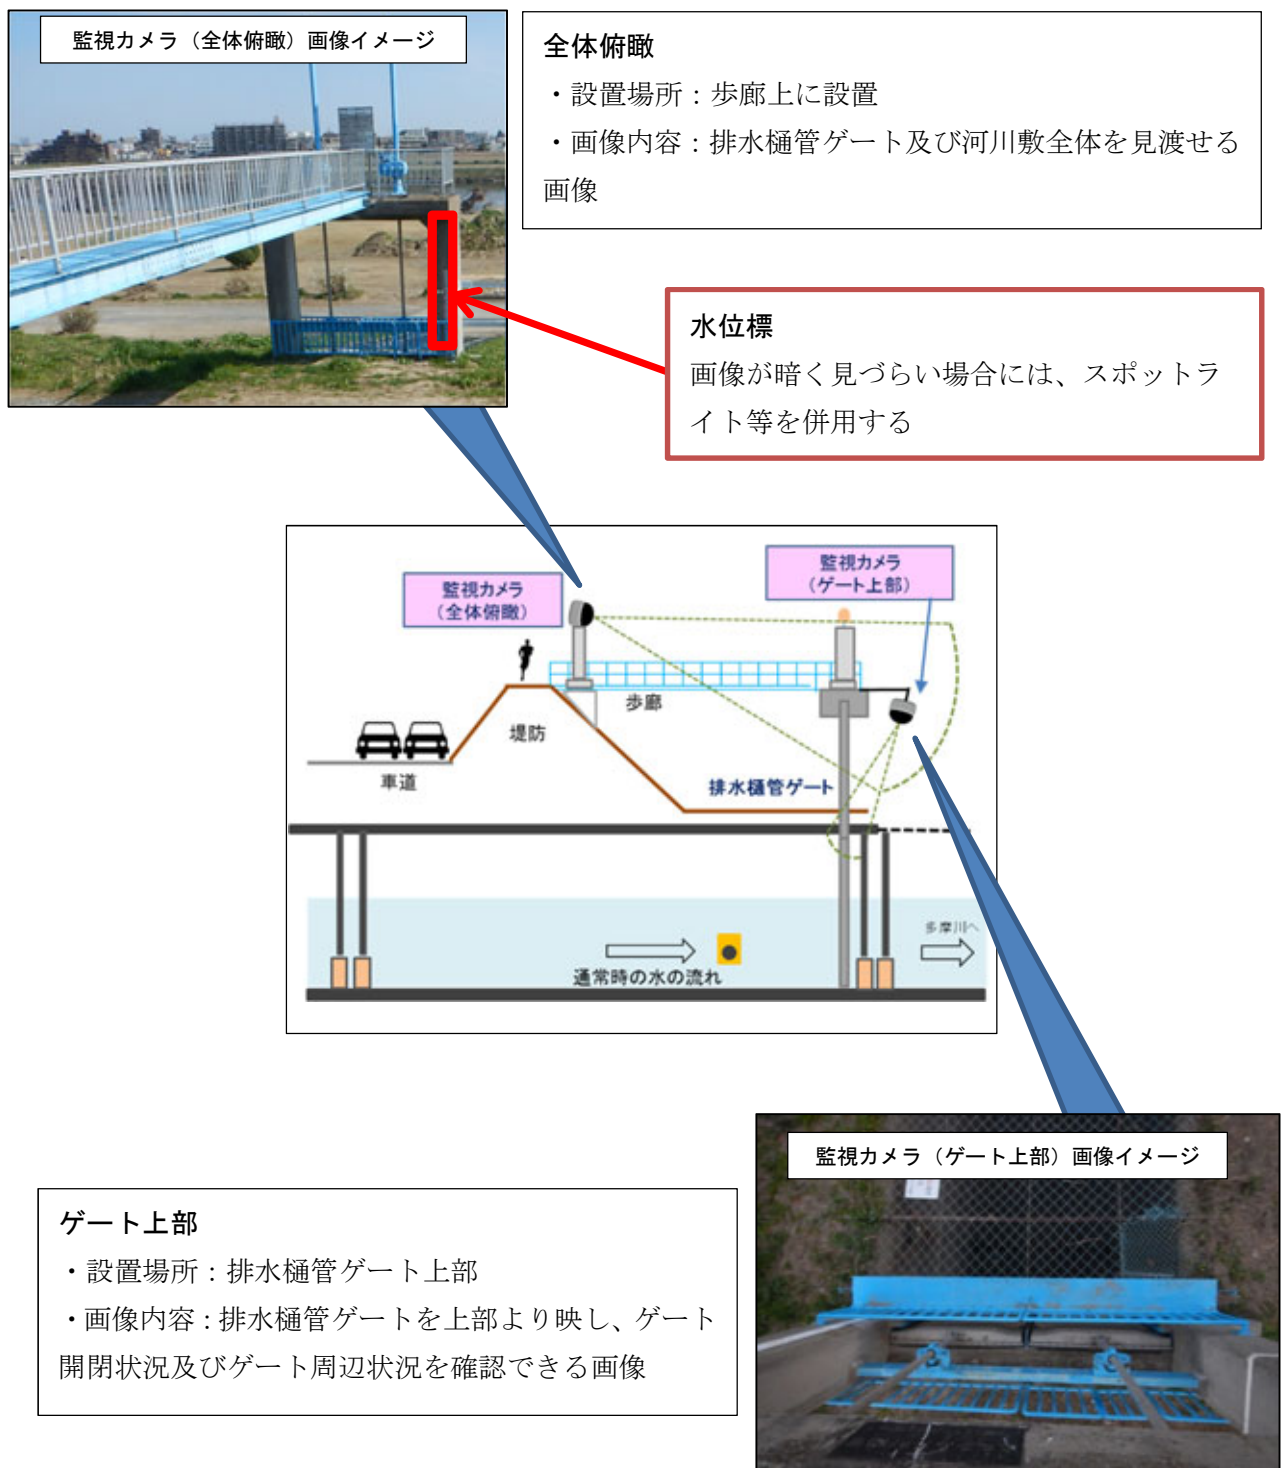 監視カメラ（全体俯瞰）画像イメージ
全体俯瞰
・設置場所：歩廊上に設置
・画像内容：排水樋管ゲート及び河川敷全体を見渡せる
画像
水位標
画像が暗く見づらい場合には、スポットラ
イト等を併用する
監視カメラ
（全体俯瞰）
監視カメラ
（ゲート上部）
歩廊
堤防
車道
排水樋管ゲート
多摩川へ
通常時の水の流れ
監視カメラ（ゲート上部）画像イメージ
ゲート上部
・設置場所：排水樋管ゲート上部
・画像内容：排水樋管ゲートを上部より映し、ゲート
開閉状況及びゲート周辺状況を確認できる画像